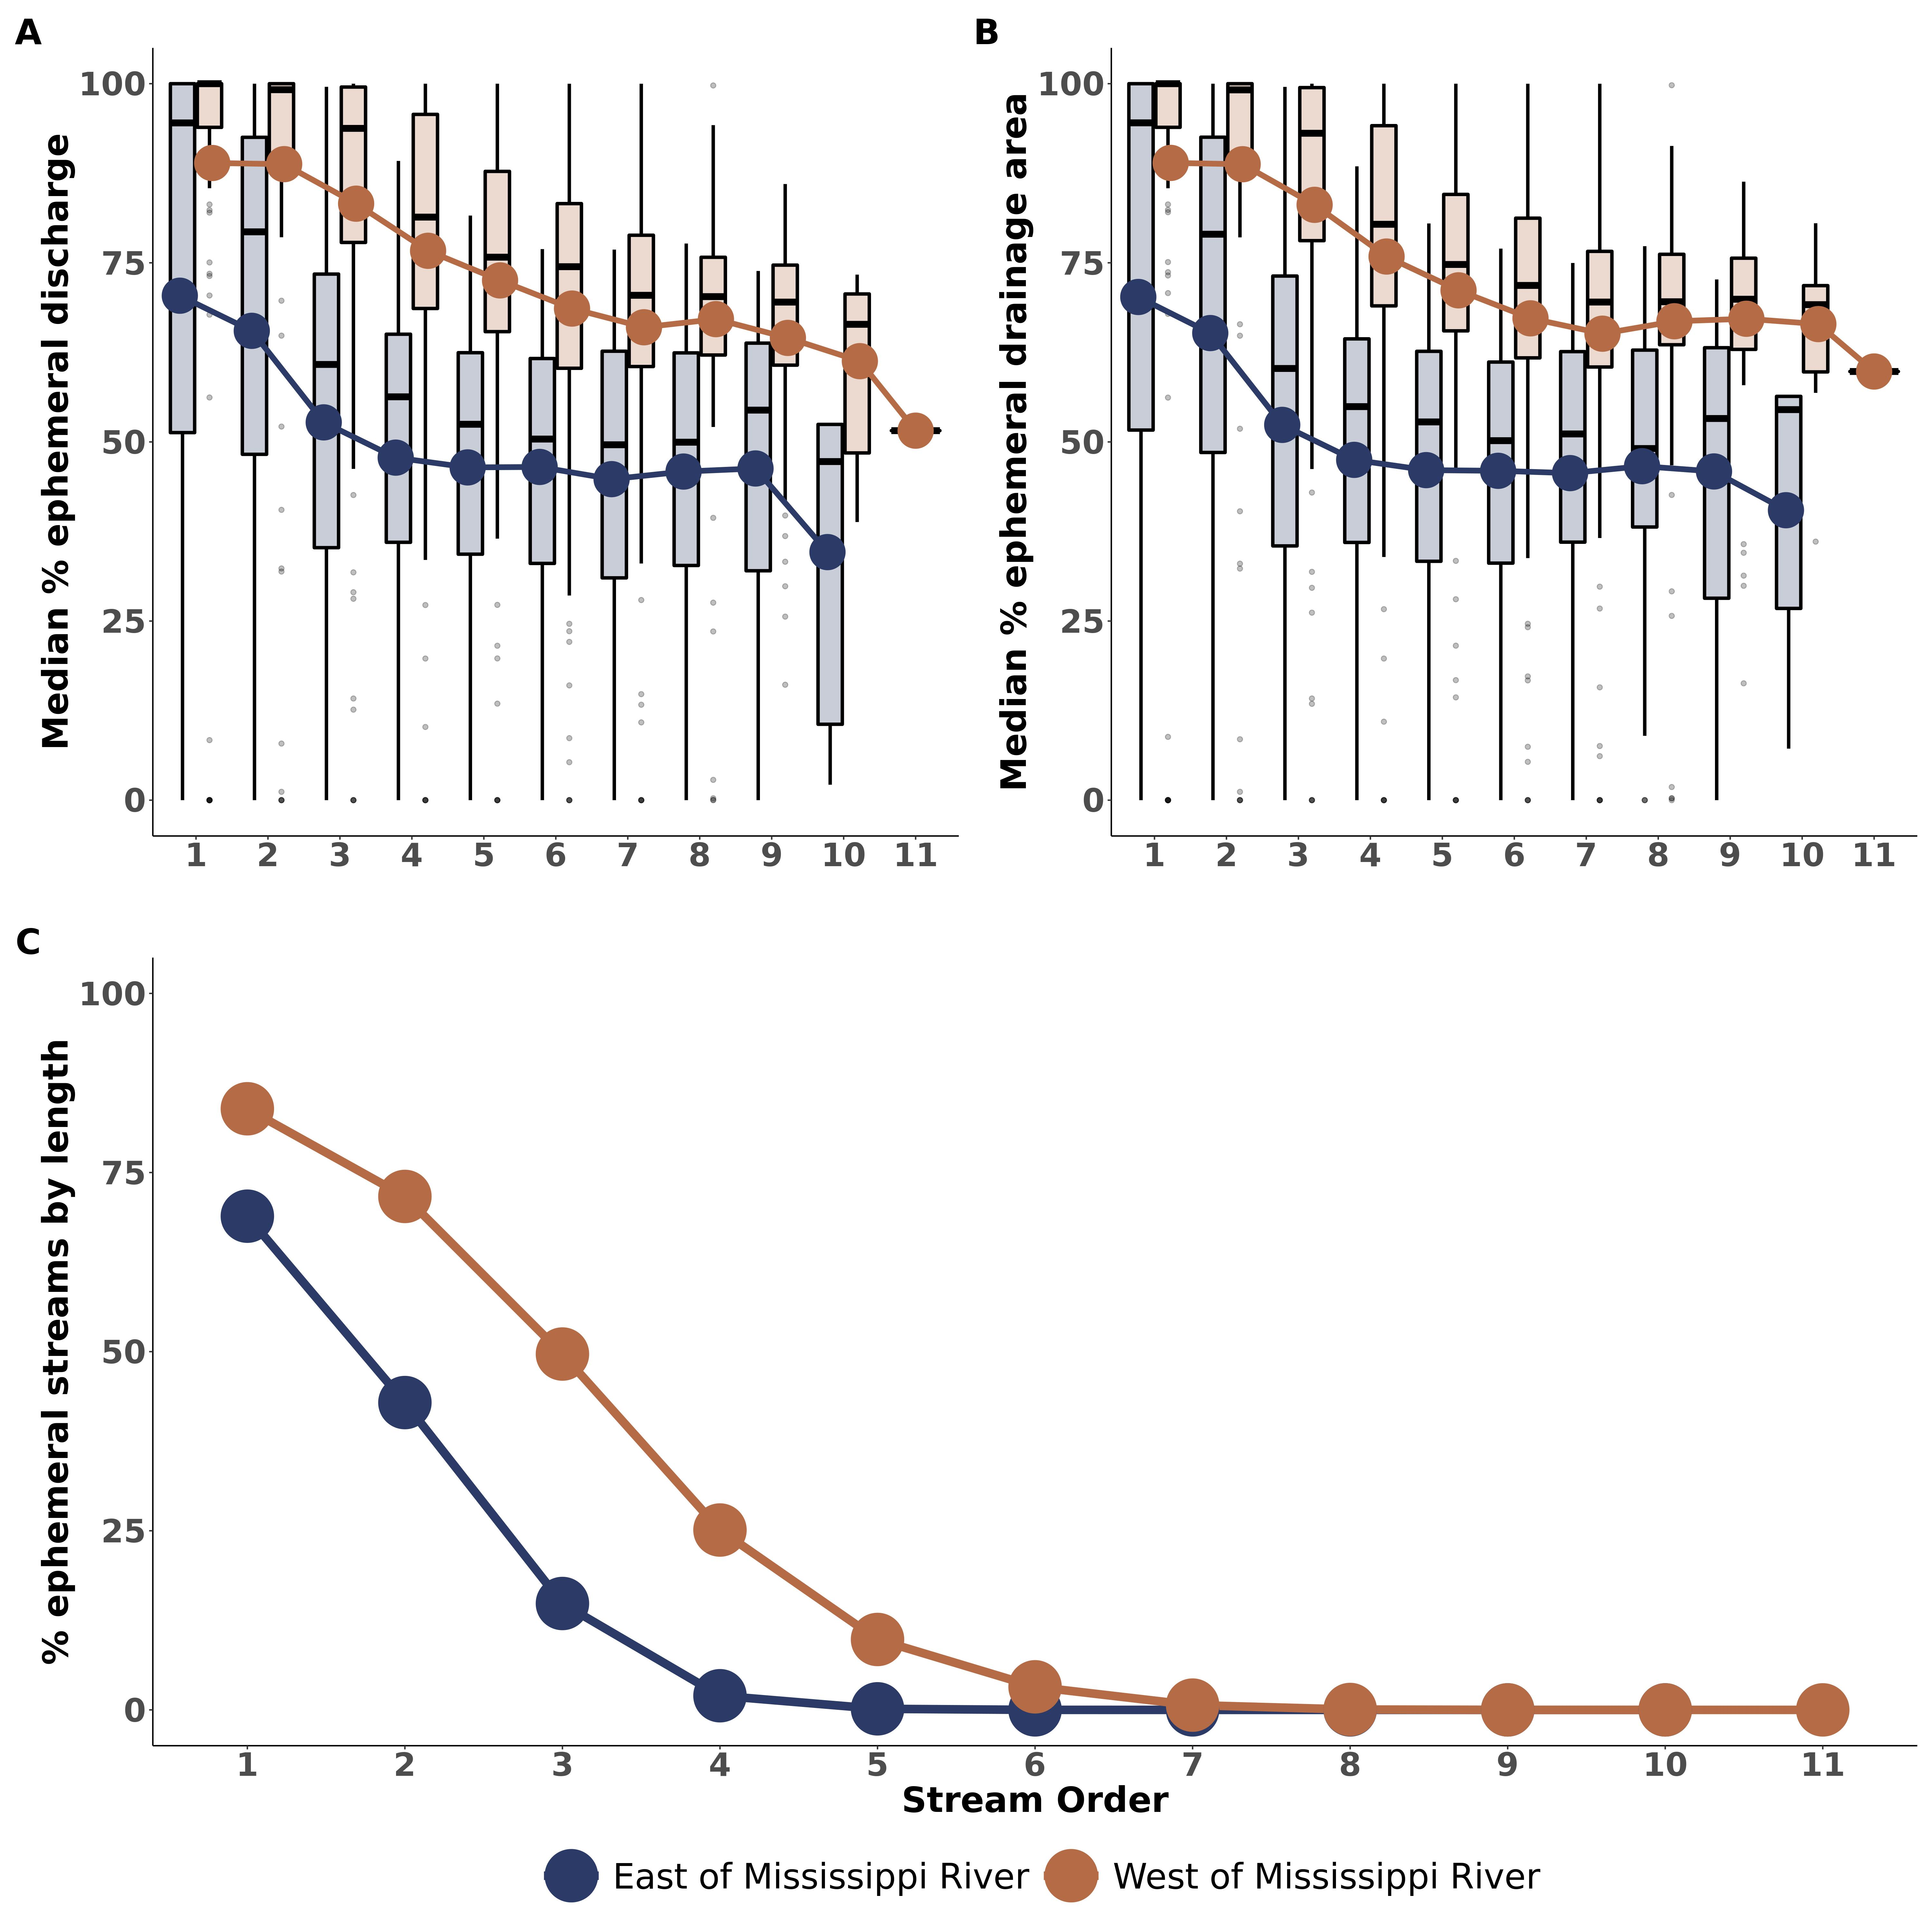 A
Median % ephemeral discharge
100
75
50
25
0
1 2 3 4 5 6 7 8 9 10 11
B
Median % ephemeral drainage area
100
75
50
25
0
1 2 3 4 5 6 7 8 9 10 11
C
% ephemeral streams by length
100
75
50
25
0
1 2 3 4 5 6 7 8 9 10 11
Stream Order
East of Mississippi River West of Mississippi River